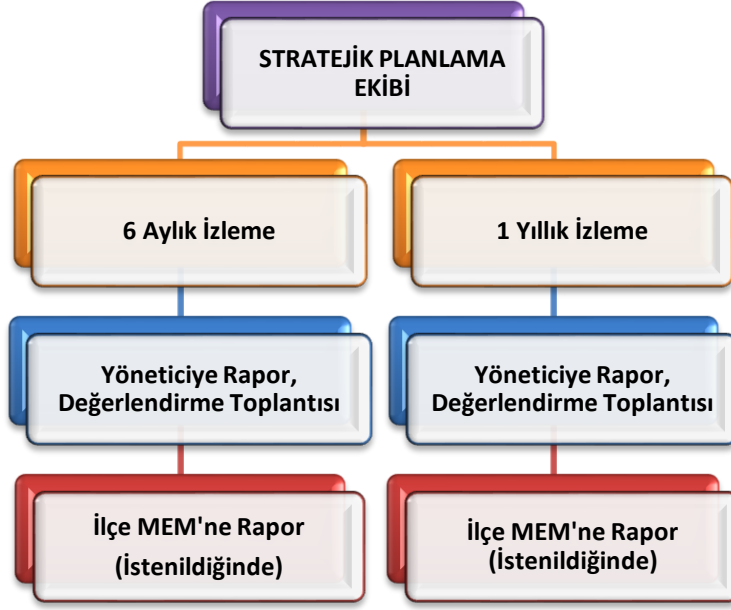 STRATEJİK PLANLAMA
EKİBİ
6 Aylık İzleme
1 Yıllık İzleme
Yöneticiye Rapor,
Değerlendirme Toplantısı
Yöneticiye Rapor,
Değerlendirme Toplantısı
İlçe MEM'ne Rapor
(İstenildiğinde)
İlçe MEM'ne Rapor
(İstenildiğinde)